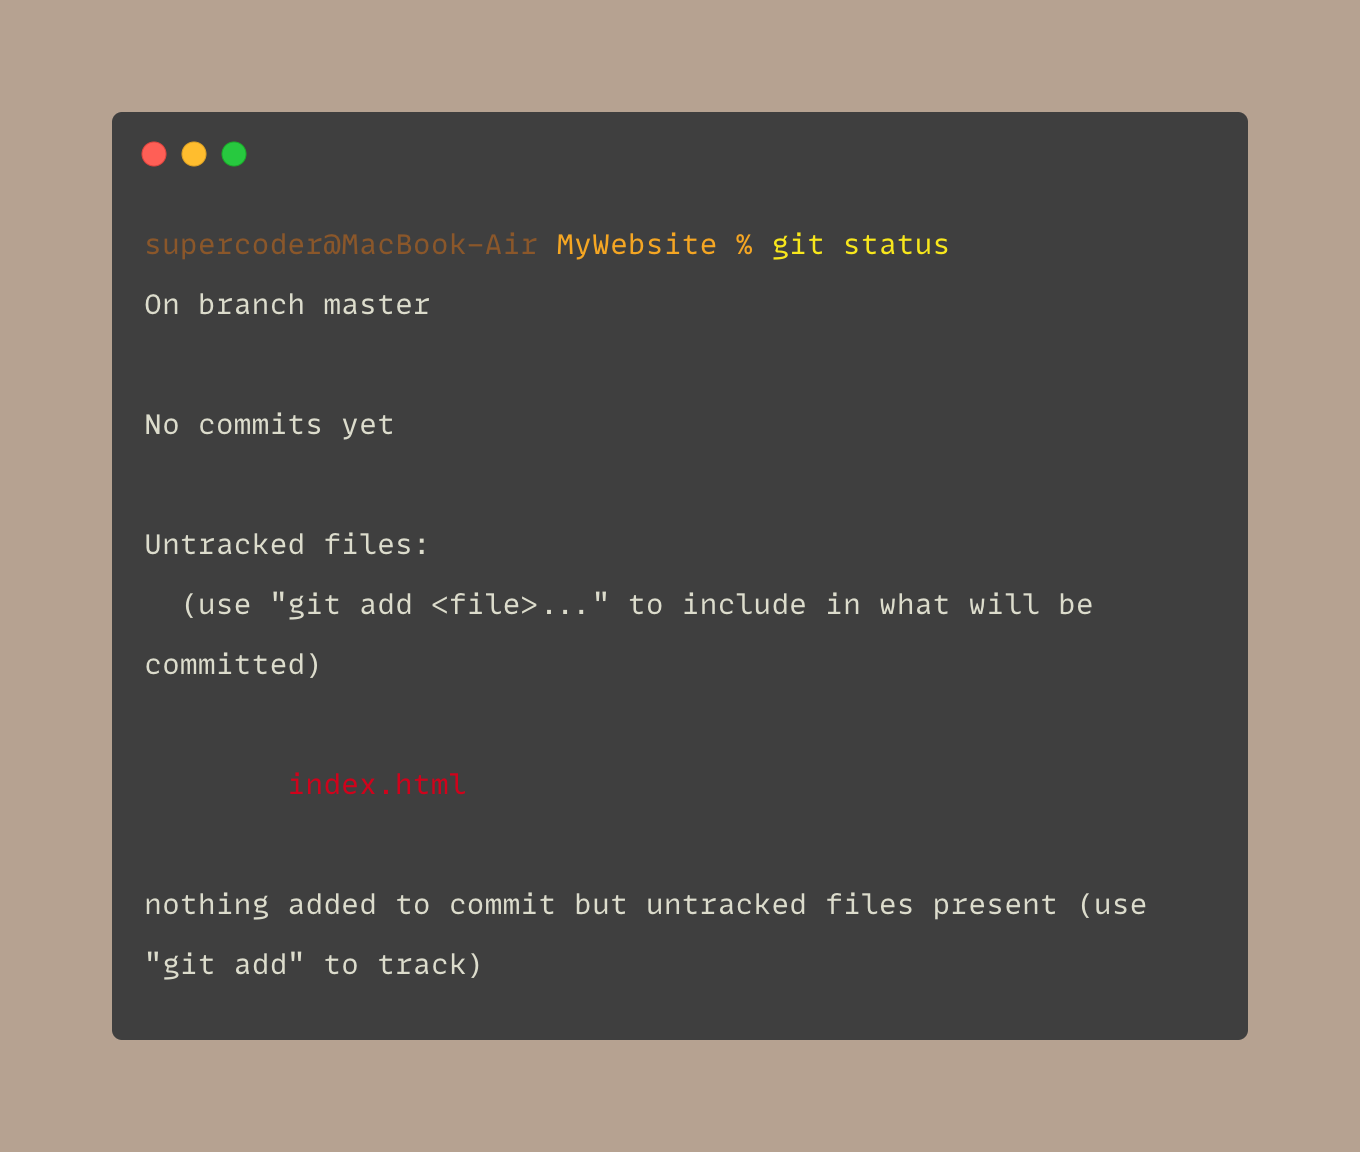 supercoder@MacBook-Air MyWebsite % git status
On branch master
No commits yet
Untracked files:
  (use "git add <file>..." to include in what will be
committed)
        index.html
nothing added to commit but untracked files present (use
"git add" to track)